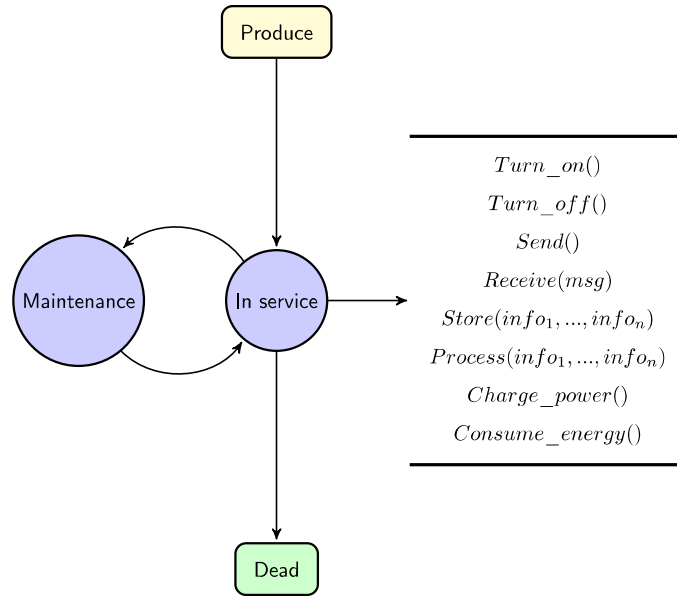 Produce
Turn_on()
Turn_off()
Send()
Receive(msg)
Maintenance
In service
Store(info₁, ..., infoₙ)
Process(info₁, ..., infoₙ)
Charge_power()
Consume_energy()
Dead